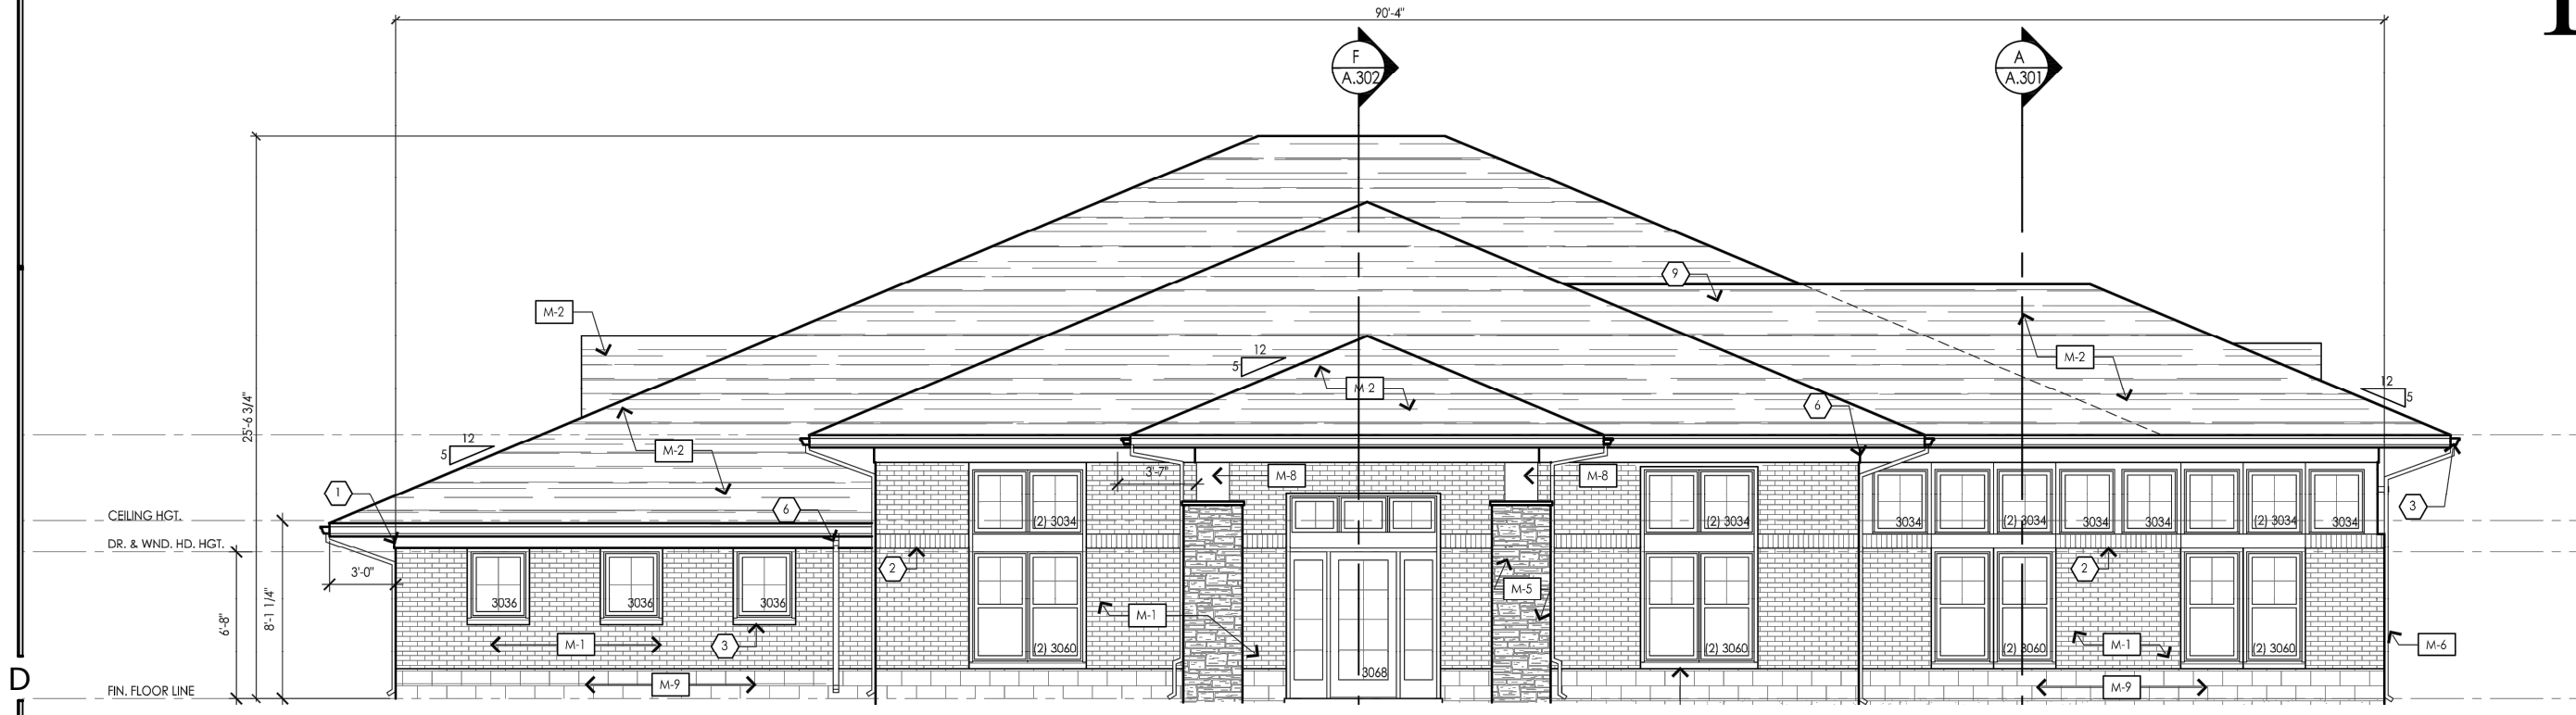 90'-4"
F
A.302
A
A.301
9
M-2
12
5
M-2
M 2
12
5
6
12
5
25'-6 3/4"
12
5
M-2
3'-7"
M-8
M-8
1
6
3
CEILING HGT.
(2) 3034
(2) 3034
3034
(2) 3034
3034
3034
(2) 3034
3034
DR. & WND. HD. HGT.
2
2
3'-0"
M-5
3036
3036
3036
6'-8"
8'-1 1/4"
M-1
M-1
3
(2) 3060
(2) 3060
(2) 3060
M-1
(2) 3060
M-6
3068
D
FIN. FLOOR LINE
M-9
M-9